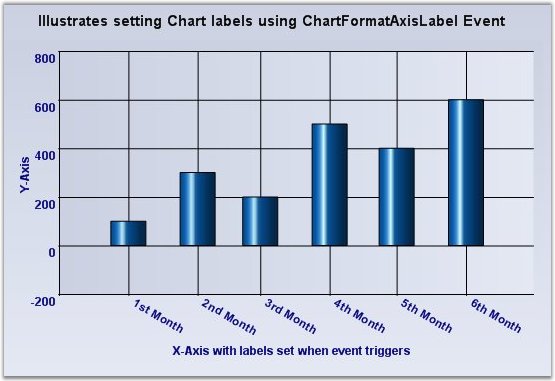 Illustrates setting Chart labels using ChartFormatAxisLabel Event
800
600
400
200
0
-200
Y-Axis
1st Month
2nd Month
3rd Month
4th Month
5th Month
6th Month
X-Axis with labels set when event triggers